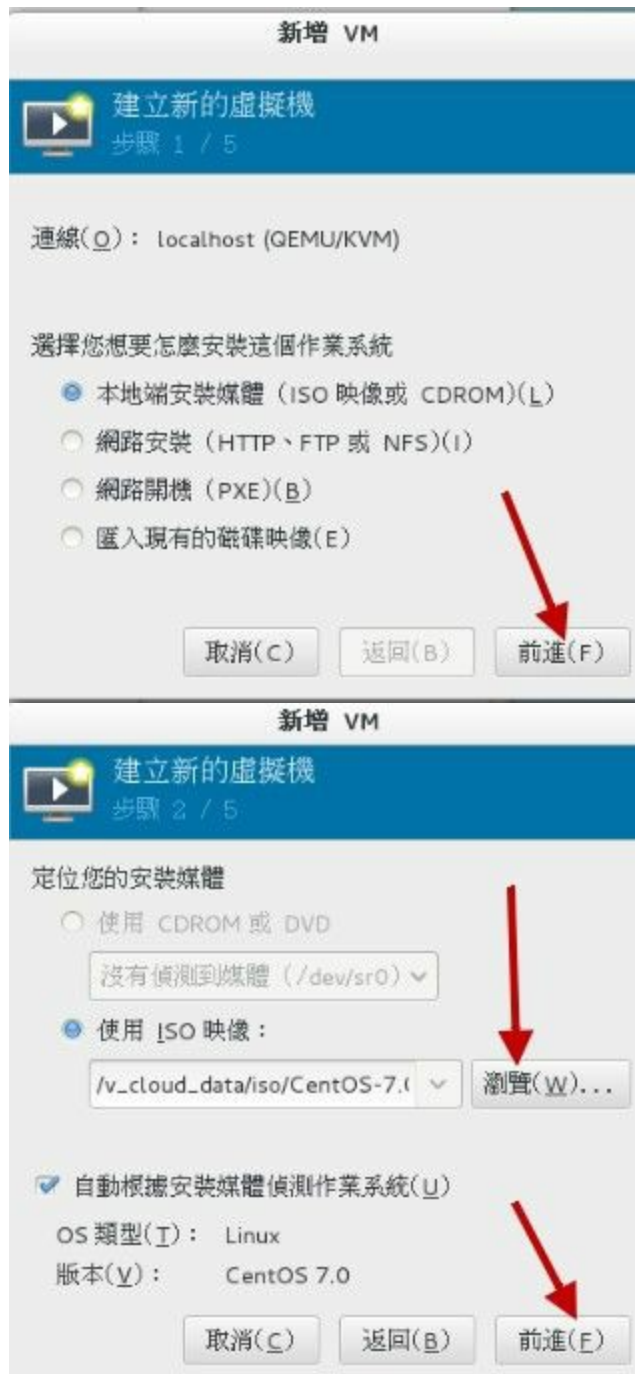 新增 VM
建立新的虛擬機
步驟 1 / 5
連線(O)： localhost (QEMU/KVM)
選擇您想要怎麼安裝這個作業系統
本地端安裝媒體（ISO 映像或 CDROM)(L)
網路安裝（HTTP、FTP 或 NFS)(I)
網路開機（PXE)(B)
匯入現有的磁碟映像(E)
取消(C) 返回(B) 前進(F)
新增 VM
建立新的虛擬機
步驟 2 / 5
定位您的安裝媒體
使用 CDROM 或 DVD
沒有偵測到媒體（/dev/sr0)
使用 ISO 映像：
/v_cloud_data/iso/CentOS-7.( 瀏覽(W)...
自動根據安裝媒體偵測作業系統(U)
OS 類型(T)： Linux
版本(V)： CentOS 7.0
取消(C) 返回(B) 前進(F)